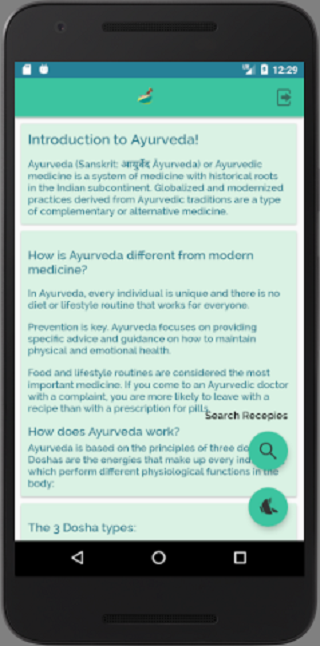 12:29
Introduction to Ayurveda!
Ayurveda (Sanskrit: आयुर्वेद Āyurveda) or Ayurvedic
medicine is a system of medicine with historical roots
in the Indian subcontinent. Globalized and modernized
practices derived from Ayurvedic traditions are a type
of complementary or alternative medicine.
How is Ayurveda different from modern
medicine?
In Ayurveda, every individual is unique and there is no
diet or lifestyle routine that works for everyone.
Prevention is key. Ayurveda focuses on providing
specific advice and guidance on how to maintain
physical and emotional health.
Food and lifestyle routines are considered the most
important medicine. If you come to an Ayurvedic doctor
with a complaint, you are more likely to leave with a
recipe than with a prescription for pills.
Search Recepies
How does Ayurveda work?
Ayurveda is based on the principles of three do
Doshas are the energies that make up every ind
which perform different physiological functions in the
body:
The 3 Dosha types: